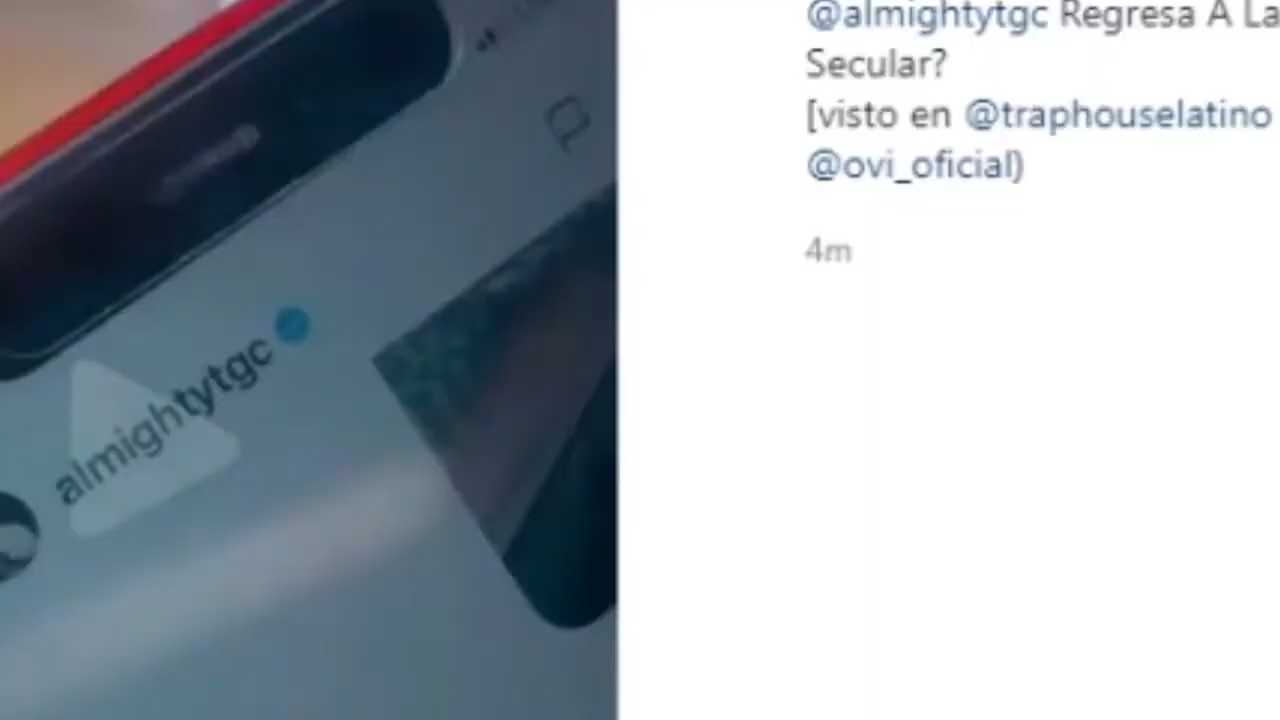 almightytgc
@almightytgc Regresa A La
Secular?
[visto en @traphouselatino
@ovi_oficial)
4m